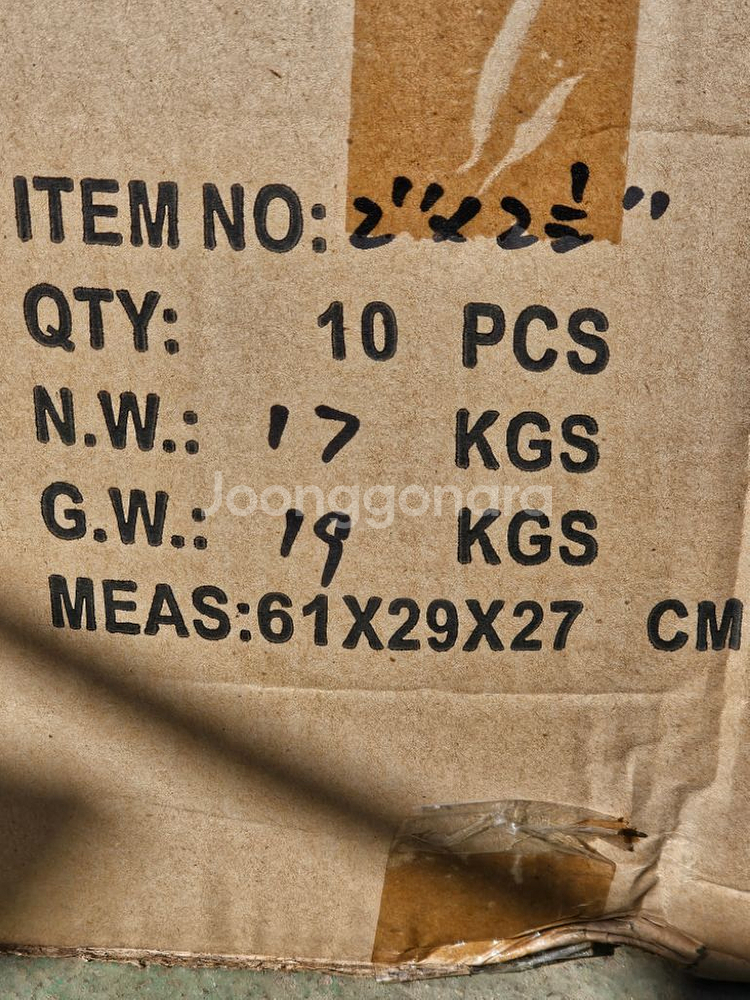 ITEM NO: 2"x2½"
QTY: 10 PCS
N.W.: 17 KGS
Joonggonara
G.W.: 19 KGS
MEAS:61X29X27 CM